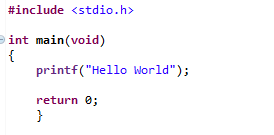 #include <stdio.h>
int main(void)
{
printf("Hello World");
return 0;
}